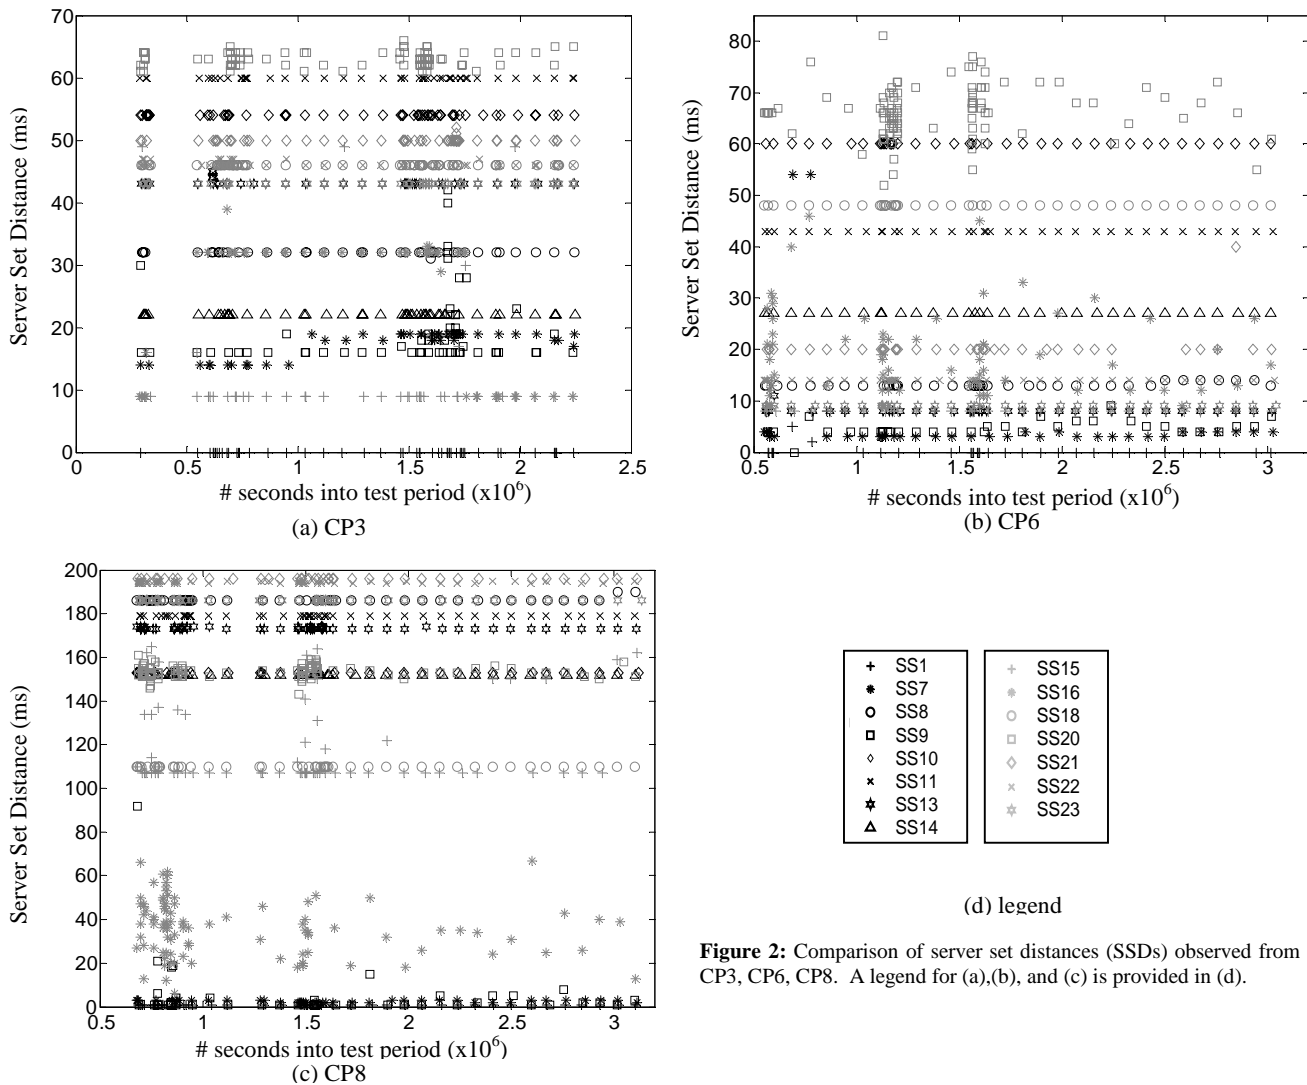 70
60
50
40
30
20
10
0
Server Set Distance (ms)
0 0.5 1 1.5 2 2.5
# seconds into test period (x10^6)
(a) CP3
80
70
60
50
40
30
20
10
0
Server Set Distance (ms)
0.5 1 1.5 2 2.5 3
# seconds into test period (x10^6)
(b) CP6
200
180
160
140
120
100
80
60
40
20
0
Server Set Distance (ms)
0.5 1 1.5 2 2.5 3
# seconds into test period (x10^6)
(c) CP8
SS1
SS7
SS8
SS9
SS10
SS11
SS13
SS14
SS15
SS16
SS18
SS20
SS21
SS22
SS23
(d) legend
Figure 2: Comparison of server set distances (SSDs) observed from
CP3, CP6, CP8. A legend for (a),(b), and (c) is provided in (d).